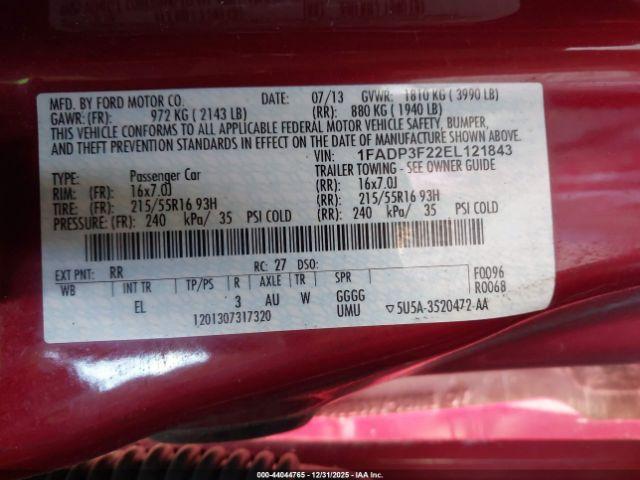 MFD. BY FORD MOTOR CO. DATE: 07/13 GVWR: 1810 KG ( 3990 LB)
GAWR: (FR): 972 KG ( 2143 LB) (RR): 880 KG ( 1940 LB)
THIS VEHICLE CONFORMS TO ALL APPLICABLE FEDERAL MOTOR VEHICLE SAFETY, BUMPER,
AND THEFT PREVENTION STANDARDS IN EFFECT ON THE DATE OF MANUFACTURE SHOWN ABOVE.
VIN: 1FADP3F22EL121843
TYPE: Passenger Car TRAILER TOWING - SEE OWNER GUIDE
RIM: (FR): 16x7.0J (RR): 16x7.0J
TIRE: (FR): 215/55R16 93H (RR): 215/55R16 93H
PRESSURE: (FR): 240 kPa/ 35 PSI COLD (RR): 240 kPa/ 35 PSI COLD
EXT PNT: RR RC: 27 DSO: F0096
WB INT TR TP/PS R AXLE TR SPR R0068
EL 3 AU W GGGG
1201307317320 UMU ▽5U5A-3520472-AA
000-44044765 - 12/31/2025 - IAA Inc.